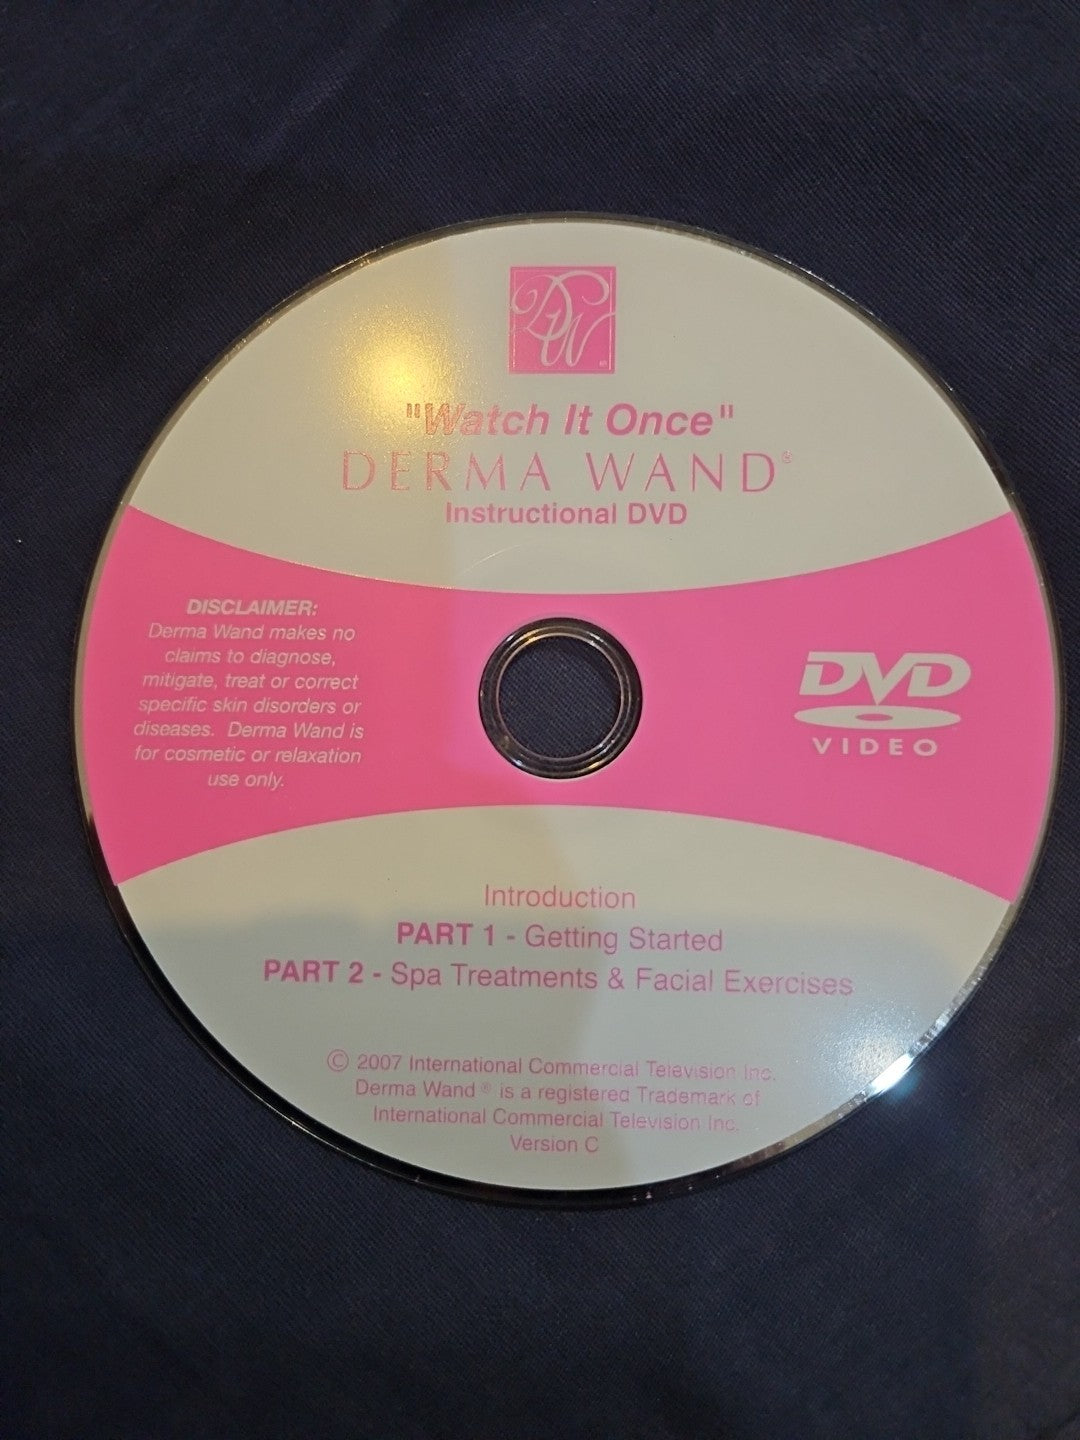 DW
"Watch It Once"
DERMA WAND®
Instructional DVD
DISCLAIMER:
Derma Wand makes no
claims to diagnose,
mitigate, treat or correct
specific skin disorders or
diseases. Derma Wand is
for cosmetic or relaxation
use only.
DVD
VIDEO
Introduction
PART 1 - Getting Started
PART 2 - Spa Treatments & Facial Exercises
© 2007 International Commercial Television Inc.
Derma Wand ® is a registered Trademark of
International Commercial Television Inc.
Version C